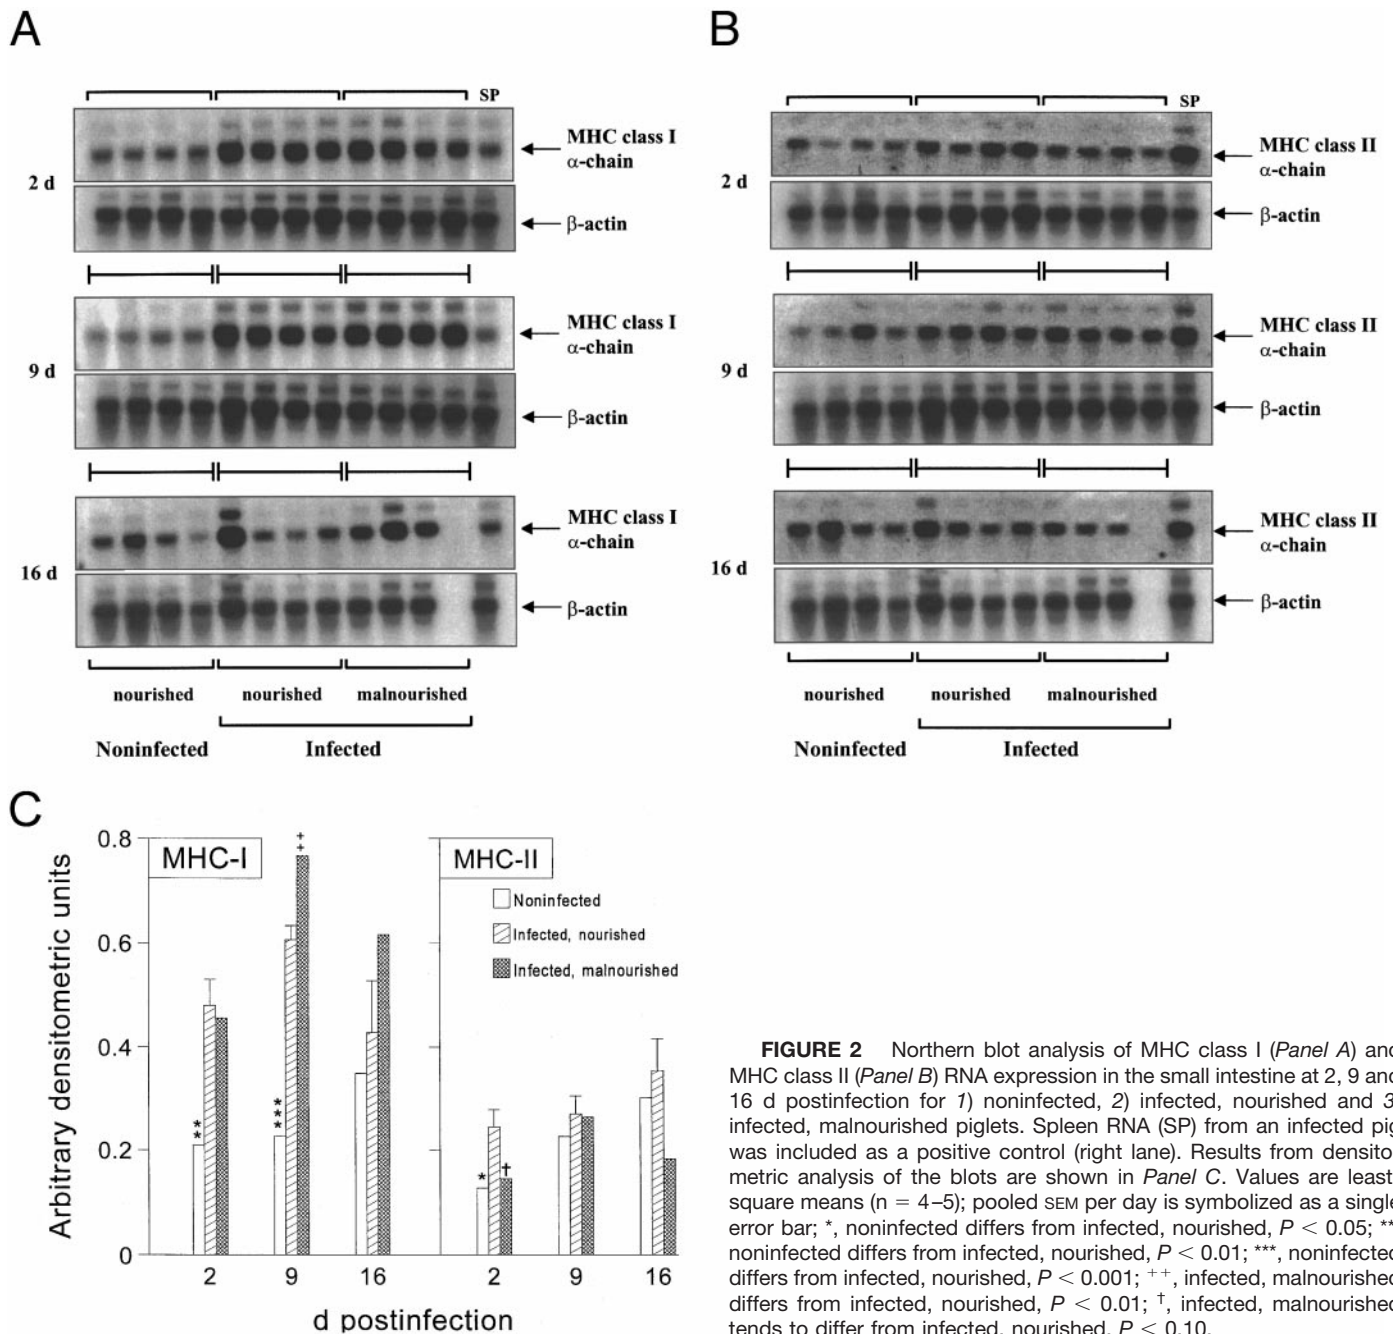 A
B
SP
MHC class I
α-chain
2 d
β-actin
MHC class I
α-chain
9 d
β-actin
MHC class I
α-chain
16 d
β-actin
nourished
nourished
malnourished
Noninfected
Infected
SP
MHC class II
α-chain
2 d
β-actin
MHC class II
α-chain
9 d
β-actin
MHC class II
α-chain
16 d
β-actin
nourished
nourished
malnourished
Noninfected
Infected
C
Arbitrary densitometric units
0.8
0.6
0.4
0.2
0
MHC-I
**
***
++
2
9
16
MHC-II
Noninfected
Infected, nourished
Infected, malnourished
*
†
2
9
16
d postinfection
FIGURE 2 Northern blot analysis of MHC class I (Panel A) and
MHC class II (Panel B) RNA expression in the small intestine at 2, 9 and
16 d postinfection for 1) noninfected, 2) infected, nourished and 3
infected, malnourished piglets. Spleen RNA (SP) from an infected pig
was included as a positive control (right lane). Results from densito
metric analysis of the blots are shown in Panel C. Values are least
square means (n = 4–5); pooled SEM per day is symbolized as a single
error bar; *, noninfected differs from infected, nourished, P < 0.05; **
noninfected differs from infected, nourished, P < 0.01; ***, noninfected
differs from infected, nourished, P < 0.001; ++, infected, malnourished
differs from infected, nourished, P < 0.01; †, infected, malnourished
tends to differ from infected, nourished, P < 0.10.